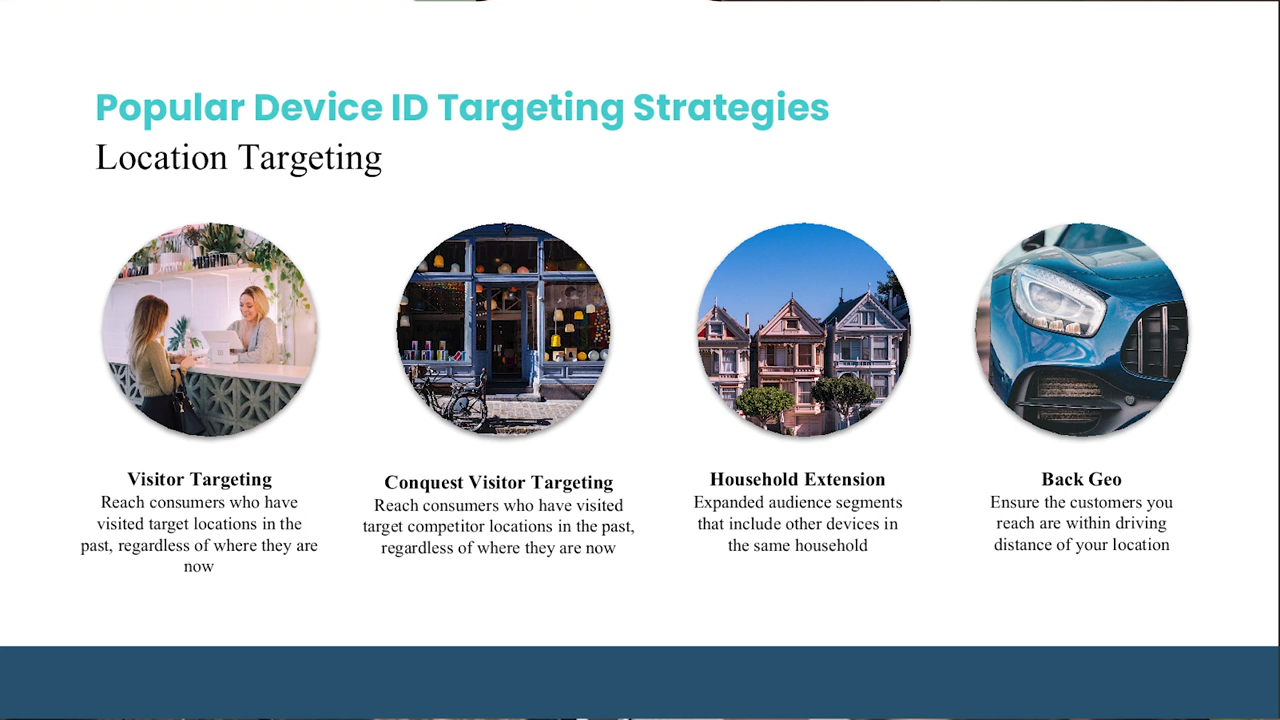 Popular Device ID Targeting Strategies
Location Targeting
Visitor Targeting
Reach consumers who have
visited target locations in the
past, regardless of where they are
now
Conquest Visitor Targeting
Reach consumers who have visited
target competitor locations in the past,
regardless of where they are now
Household Extension
Expanded audience segments
that include other devices in
the same household
Back Geo
Ensure the customers you
reach are within driving
distance of your location